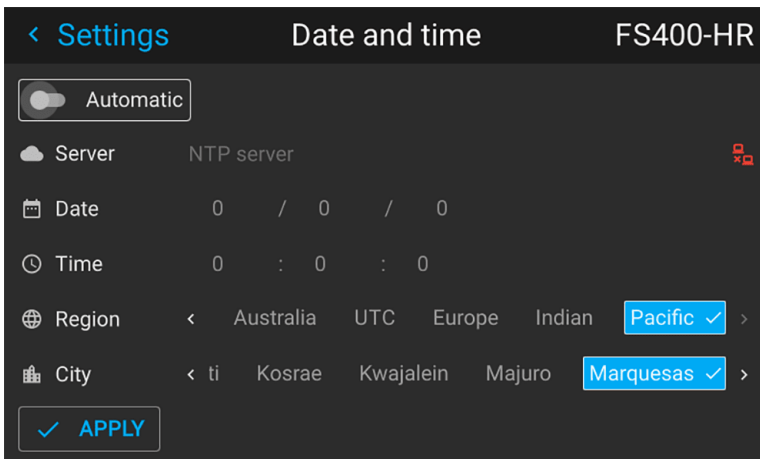 Settings Date and time FS400-HR
Automatic
Server NTP server
Date 0 / 0 / 0
Time 0 : 0 : 0
Region Australia UTC Europe Indian Pacific
City ti Kosrae Kwajalein Majuro Marquesas
APPLY